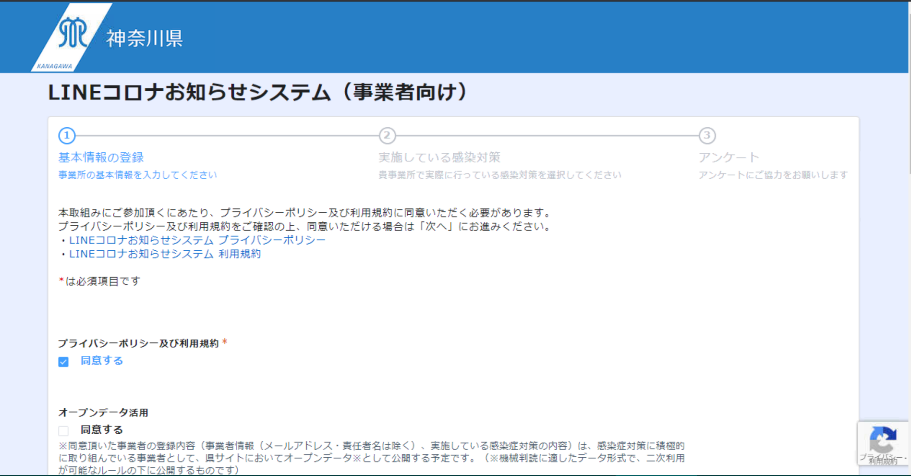 KANAGAWA
神奈川県
LINEコロナお知らせシステム（事業者向け）
1
2
3
基本情報の登録
実施している感染対策
アンケート
事業所の基本情報を入力してください
貴事業所で実際に行っている感染対策を選択してください
アンケートにご協力をお願いします
本取組みにご参加頂くにあたり、プライバシーポリシー及び利用規約に同意いただく必要があります。
プライバシーポリシー及び利用規約をご確認の上、同意いただける場合は「次へ」にお進みください。
・LINEコロナお知らせシステム プライバシーポリシー
・LINEコロナお知らせシステム 利用規約
*は必須項目です
プライバシーポリシー及び利用規約 *
同意する
オープンデータ活用
同意する
※同意頂いた事業者の登録内容（事業者情報（メールアドレス・責任者名は除く）、実施している感染症対策の内容）は、感染症対策に積極的
に取り組んでいる事業者として、県サイトにおいてオープンデータ※として公開する予定です。（※機械判読に適したデータ形式で、二次利用
が可能なルールの下に公開するものです）
プライバシー -
利用規約